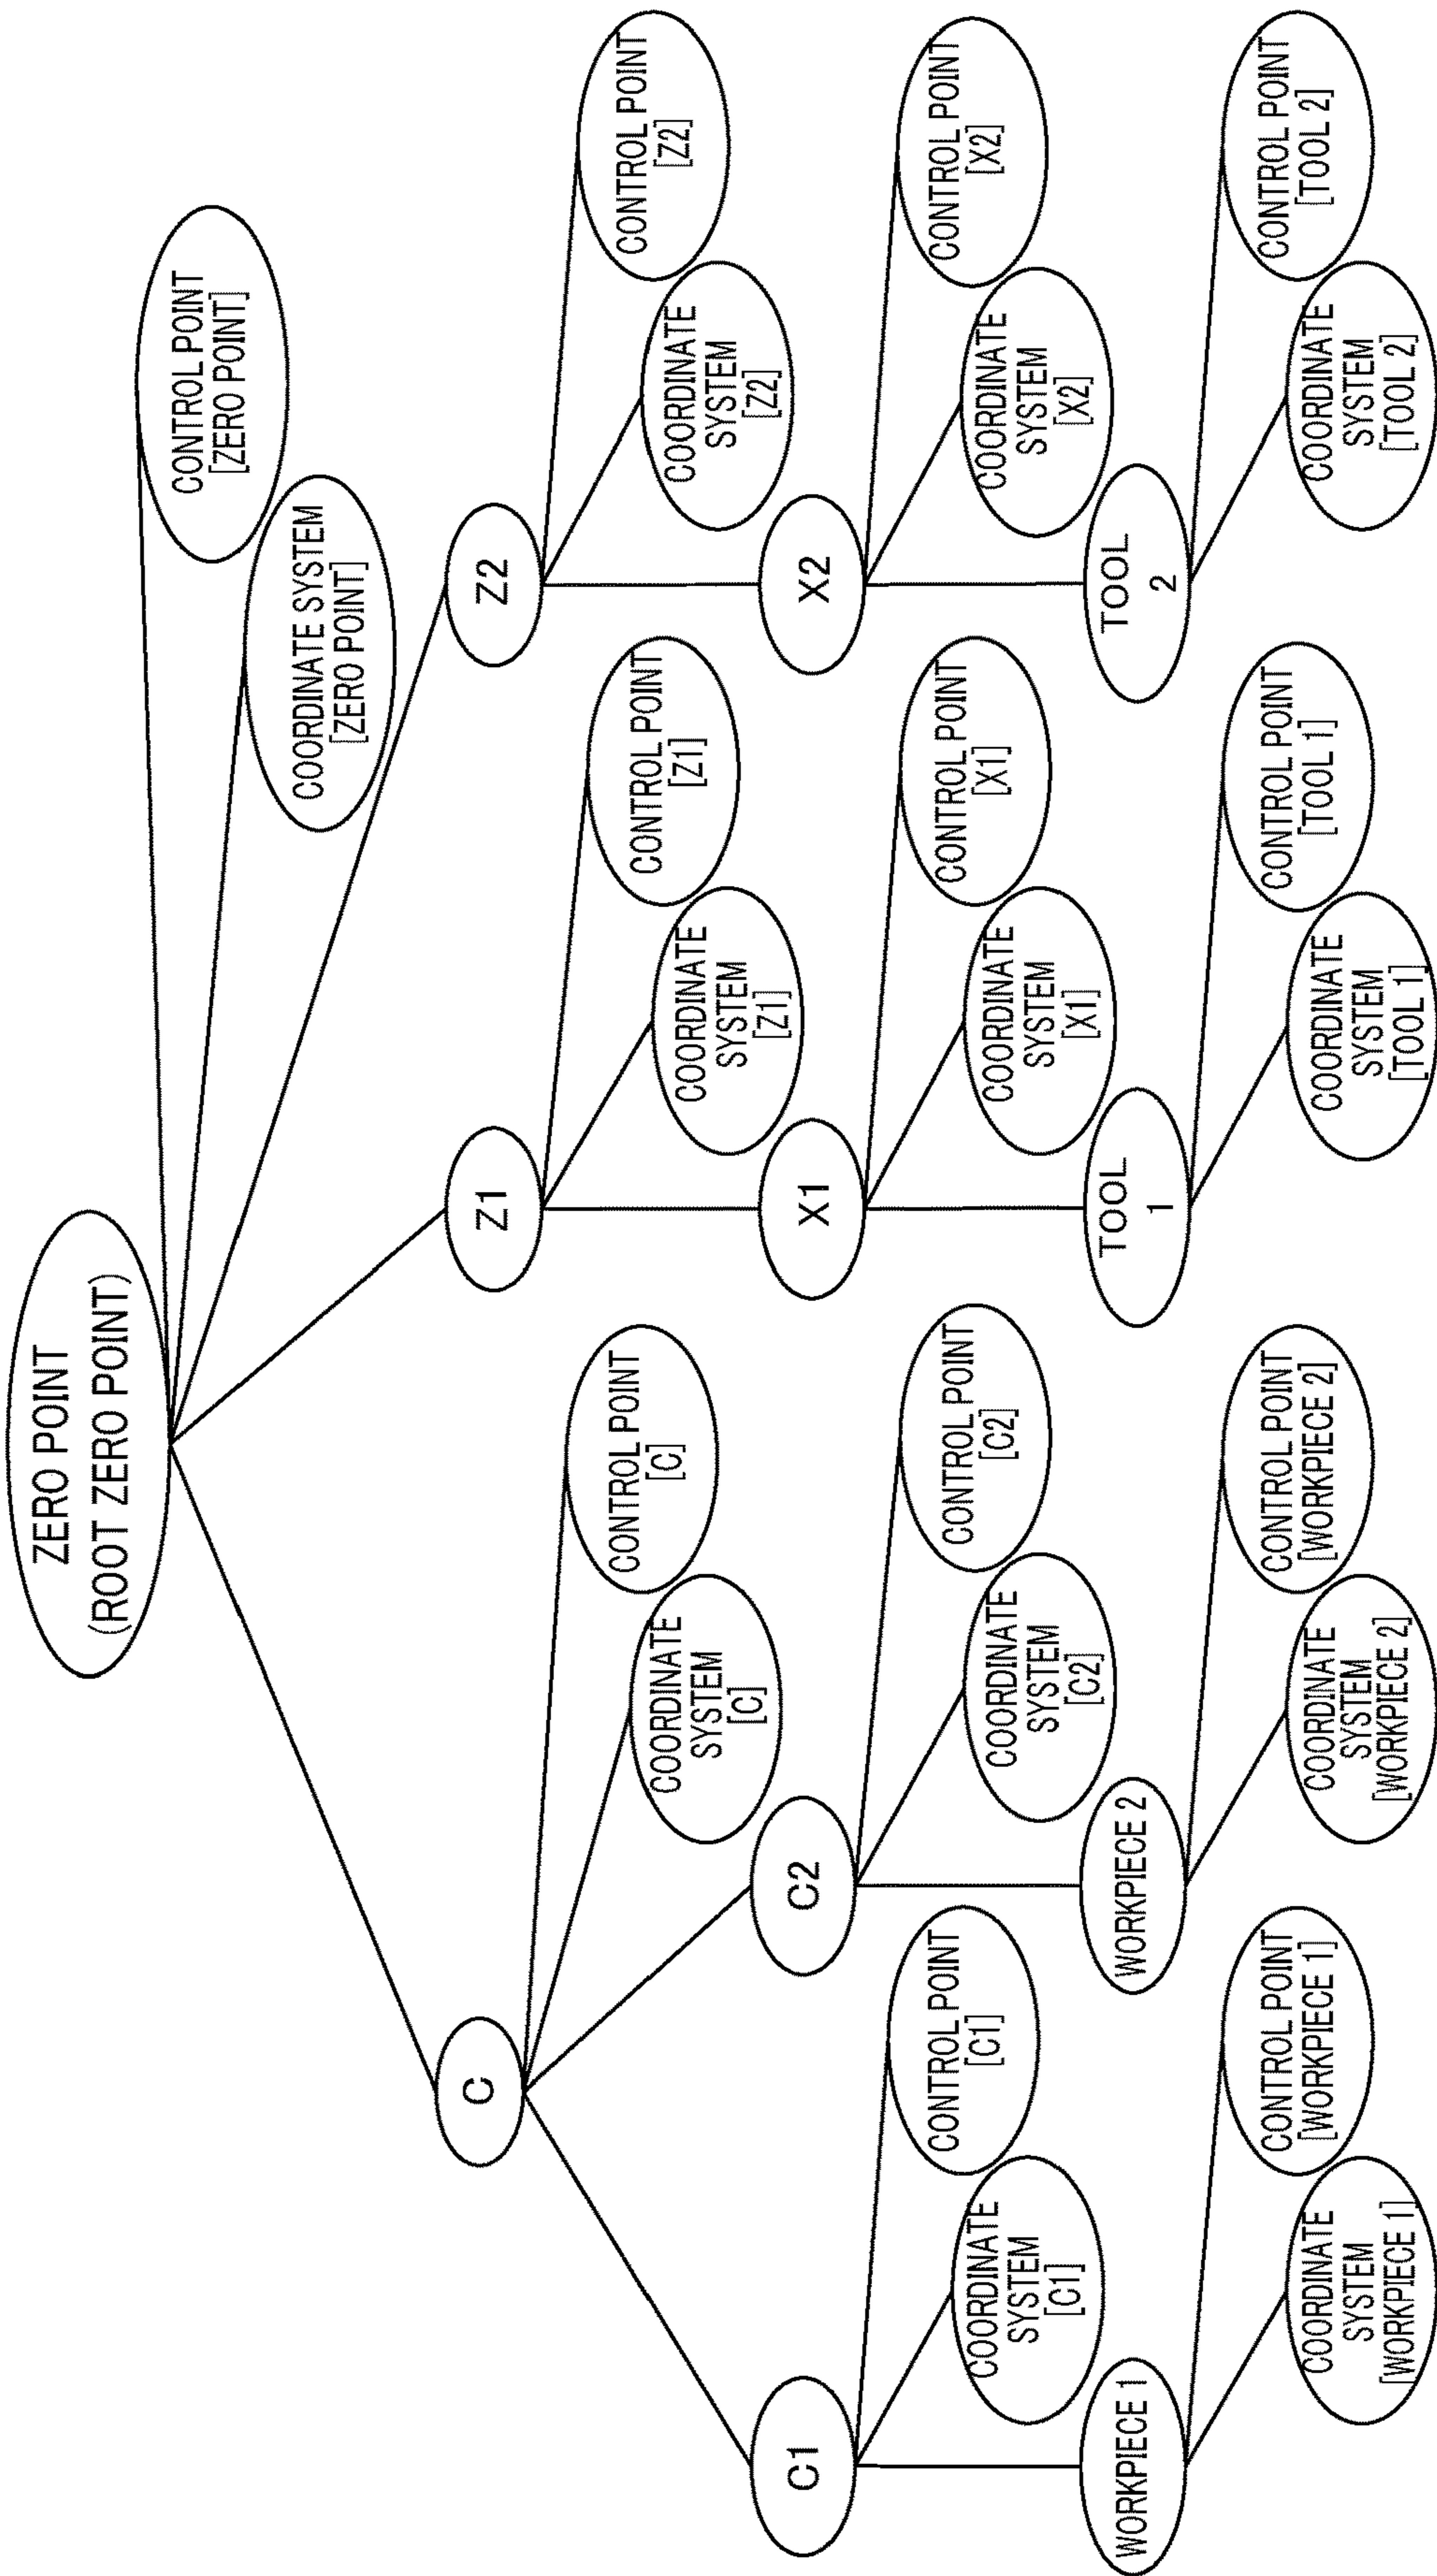 ZERO POINT
(ROOT ZERO POINT)
CONTROL POINT
[ZERO POINT]
COORDINATE SYSTEM
[ZERO POINT]
C
Z1
Z2
CONTROL POINT
[C]
COORDINATE
SYSTEM
[C]
CONTROL POINT
[Z1]
COORDINATE
SYSTEM
[Z1]
CONTROL POINT
[Z2]
COORDINATE
SYSTEM
[Z2]
C1
C2
X1
X2
CONTROL POINT
[C1]
COORDINATE
SYSTEM
[C1]
CONTROL POINT
[C2]
COORDINATE
SYSTEM
[C2]
CONTROL POINT
[X1]
COORDINATE
SYSTEM
[X1]
CONTROL POINT
[X2]
COORDINATE
SYSTEM
[X2]
WORKPIECE 1
WORKPIECE 2
TOOL
1
TOOL
2
CONTROL POINT
[WORKPIECE 1]
COORDINATE
SYSTEM
[WORKPIECE 1]
CONTROL POINT
[WORKPIECE 2]
COORDINATE
SYSTEM
[WORKPIECE 2]
CONTROL POINT
[TOOL 1]
COORDINATE
SYSTEM
[TOOL 1]
CONTROL POINT
[TOOL 2]
COORDINATE
SYSTEM
[TOOL 2]